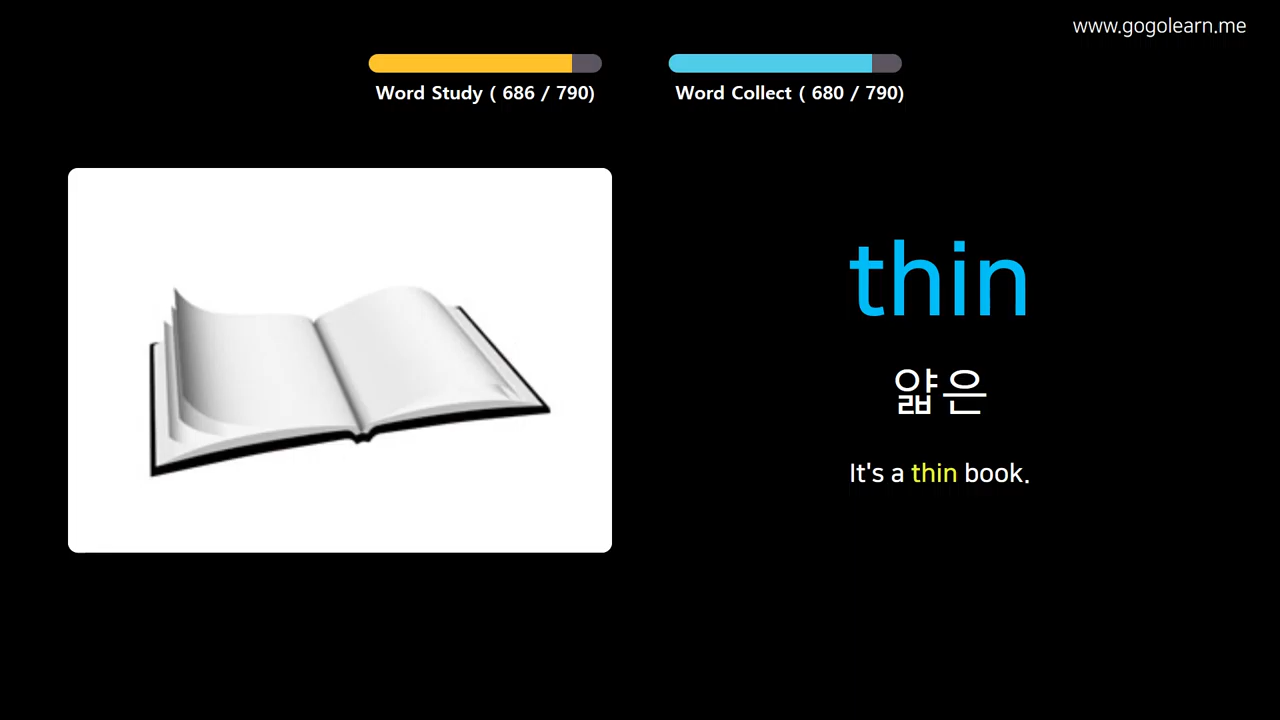 www.gogolearn.me
Word Study ( 686 / 790)
Word Collect ( 680 / 790)
thin
얇은
It's a thin book.